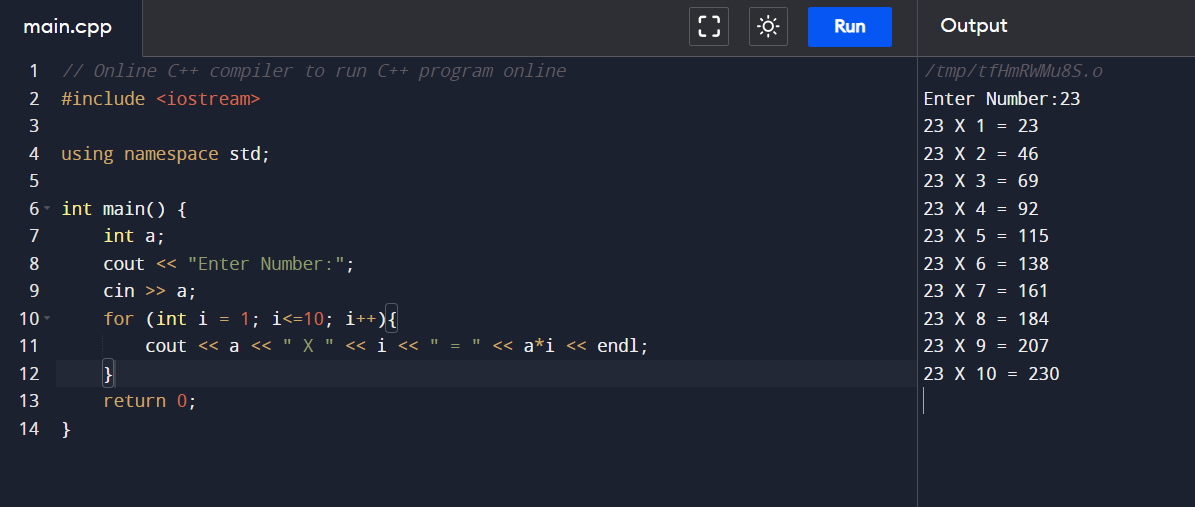 main.cpp
Run
Output
1 // Online C++ compiler to run C++ program online
2 #include <iostream>
3
4 using namespace std;
5
6 int main() {
7     int a;
8     cout << "Enter Number:";
9     cin >> a;
10     for (int i = 1; i<=10; i++){
11         cout << a << " X " << i << " = " << a*i << endl;
12     }
13     return 0;
14 }
/tmp/tfHmRWMu8S.o
Enter Number:23
23 X 1 = 23
23 X 2 = 46
23 X 3 = 69
23 X 4 = 92
23 X 5 = 115
23 X 6 = 138
23 X 7 = 161
23 X 8 = 184
23 X 9 = 207
23 X 10 = 230